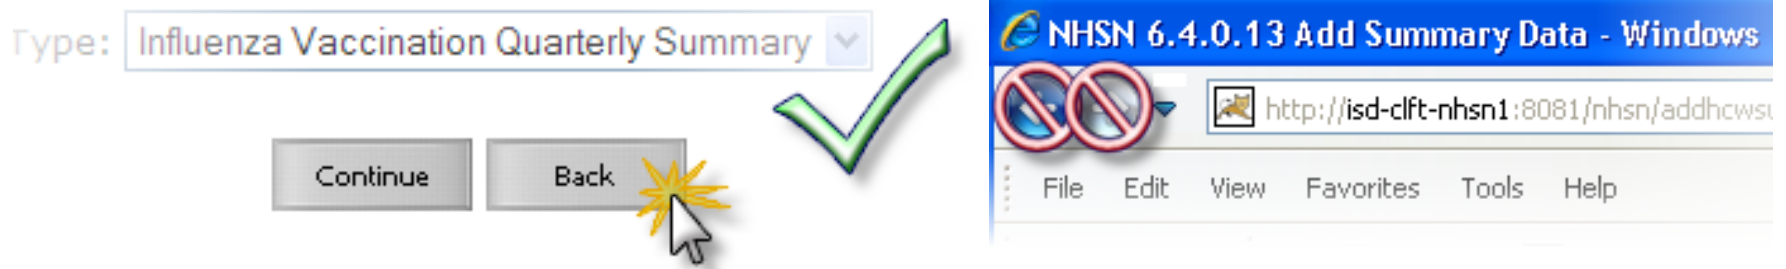 Type: Influenza Vaccination Quarterly Summary
Continue Back
NHSN 6.4.0.13 Add Summary Data - Windows
http://isd-clft-nhsn1:8081/nhsn/addhcwsu
File Edit View Favorites Tools Help